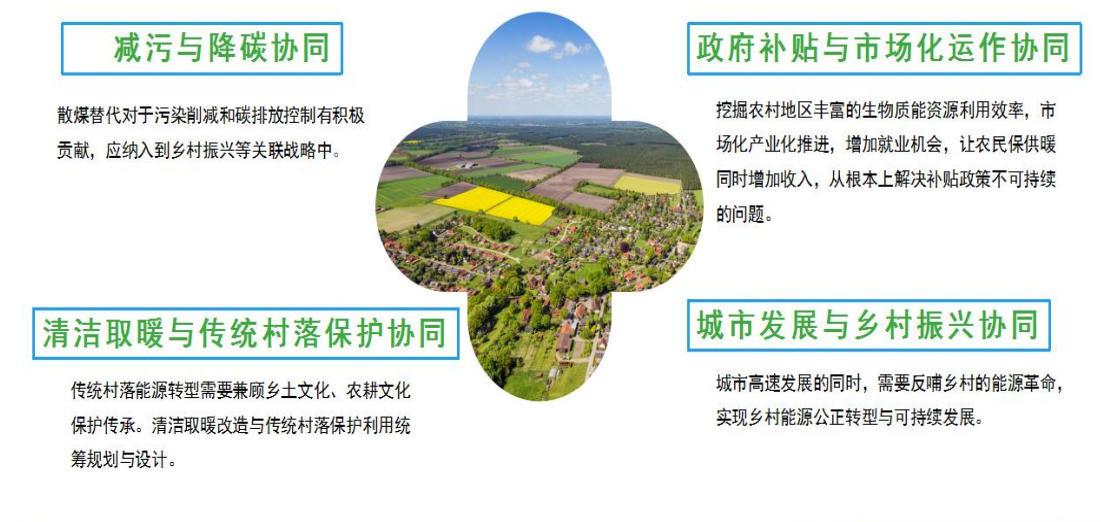 减污与降碳协同
散煤替代对于污染削减和碳排放控制有积极
贡献，应纳入到乡村振兴等关联战略中。
政府补贴与市场化运作协同
挖掘农村地区丰富的生物质能资源利用效率，市
场化产业化推进，增加就业机会，让农民保供暖
同时增加收入，从根本上解决补贴政策不可持续
的问题。
清洁取暖与传统村落保护协同
传统村落能源转型需要兼顾乡土文化、农耕文化
保护传承。清洁取暖改造与传统村落保护利用统
筹规划与设计。
城市发展与乡村振兴协同
城市高速发展的同时，需要反哺乡村的能源革命，
实现乡村能源公正转型与可持续发展。